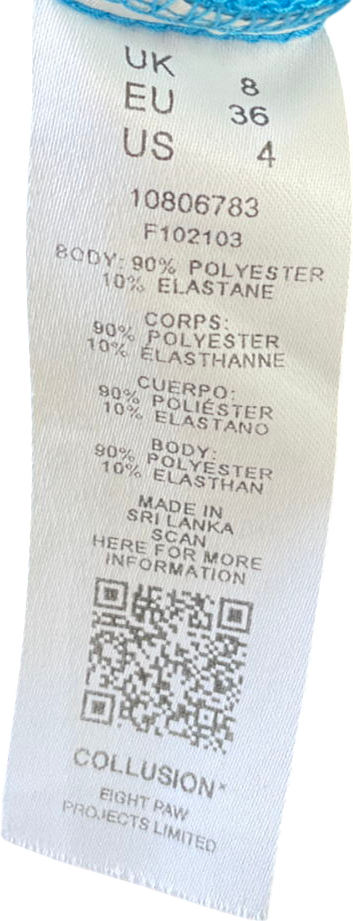 UK 8
EU 36
US 4
10806783
F102103
BODY: 90% POLYESTER
10% ELASTANE
CORPS:
90% POLYESTER
10% ÉLASTHANNE
CUERPO:
90% POLIÉSTER
10% ELASTANO
BODY:
90% POLYESTER
10% ELASTHAN
MADE IN
SRI LANKA
SCAN
HERE FOR MORE
INFORMATION
COLLUSION×
EIGHT PAW
PROJECTS LIMITED